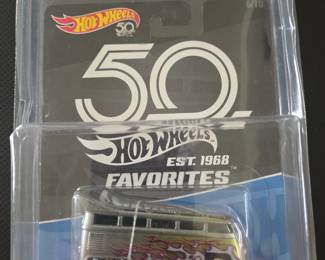 Hot Wheels
50
50
Hot Wheels
EST. 1968
FAVORITES